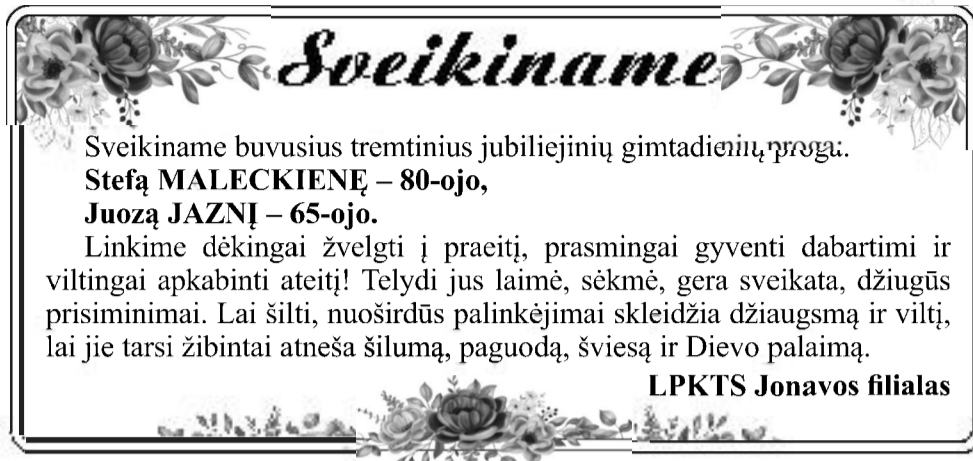 Sveikiname
Sveikiname buvusius tremtinius jubiliejinių gimtadienių proga:
Stefą MALECKIENĘ – 80-ojo,
Juozą JAZNĮ – 65-ojo.
Linkime dėkingai žvelgti į praeitį, prasmingai gyventi dabartimi ir
viltingai apkabinti ateitį! Telydi jus laimė, sėkmė, gera sveikata, džiugūs
prisiminimai. Lai šilti, nuoširdūs palinkėjimai skleidžia džiaugsmą ir viltį,
lai jie tarsi žibintai atneša šilumą, paguodą, šviesą ir Dievo palaimą.
LPKTS Jonavos filialas